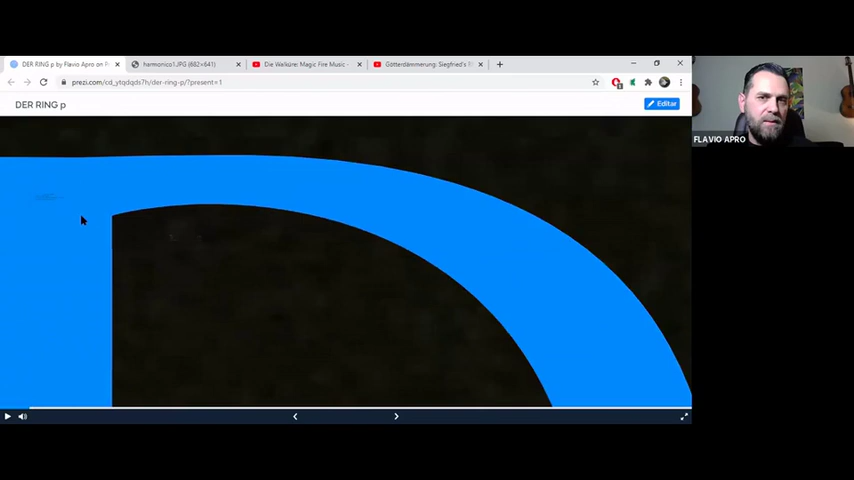 DER RING p by Flavio Apro on P
harmonico1.JPG (682×641)
Die Walküre: Magic Fire Music -
Götterdämmerung: Siegfried's
prezi.com/cd_ytqdqds7h/der-ring-p/?present=1
DER RING p
Editar
FLAVIO APRO